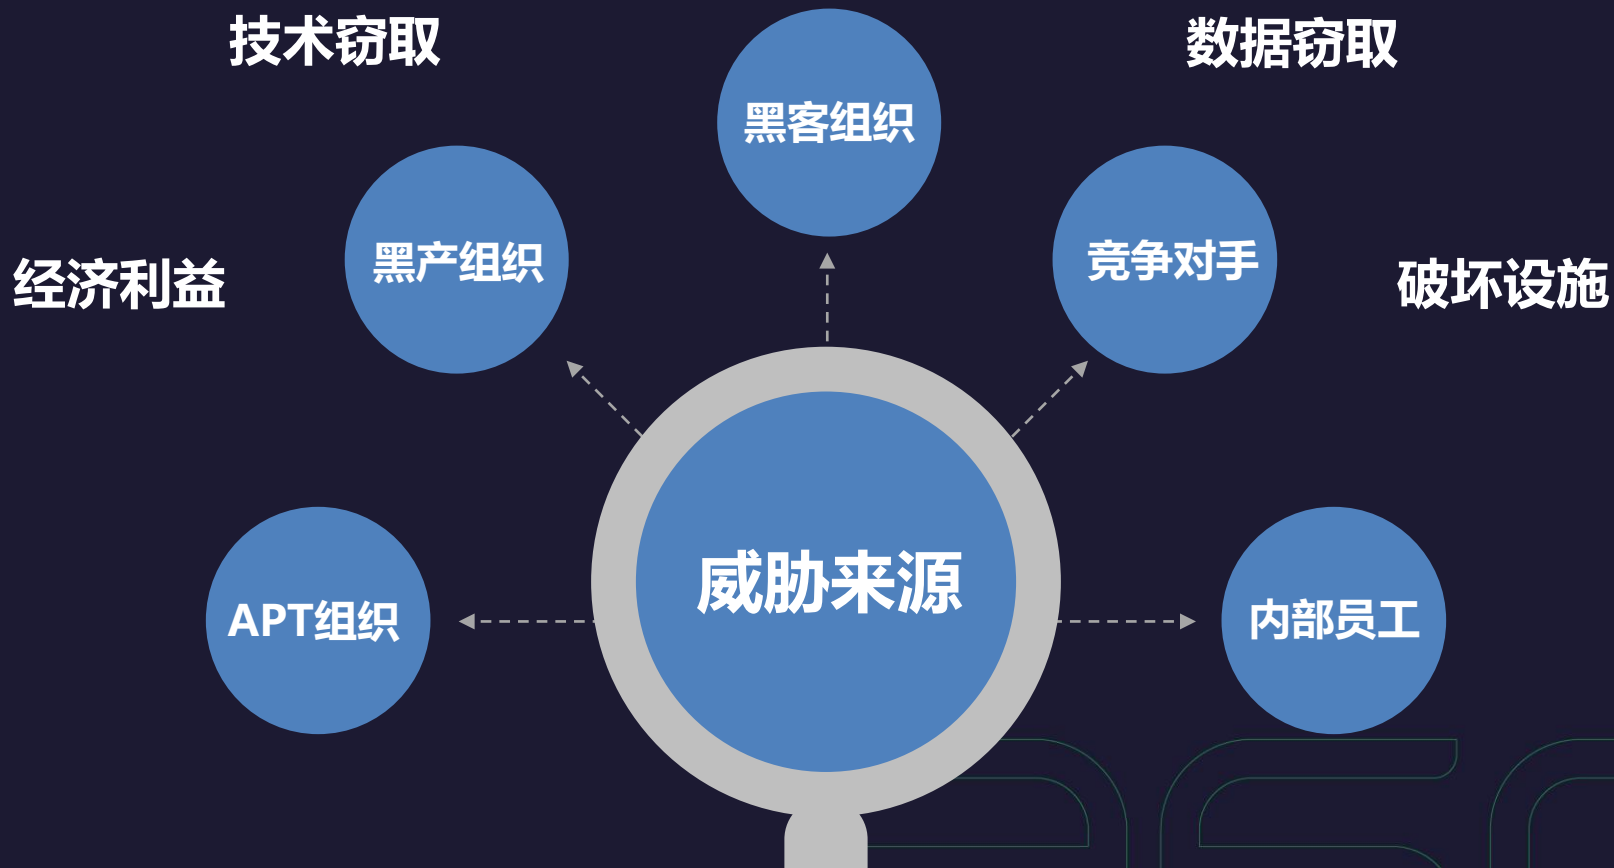 技术窃取
数据窃取
黑客组织
黑产组织
竞争对手
经济利益
破坏设施
威胁来源
APT组织
内部员工